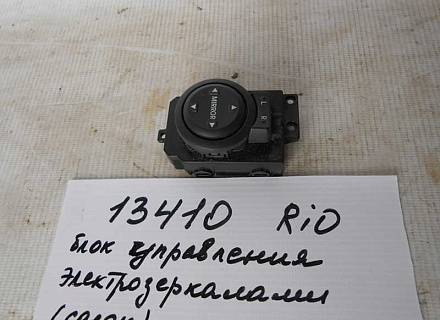 MIRROR
L
R
13410 RiO
блок управления
электрозеркалами